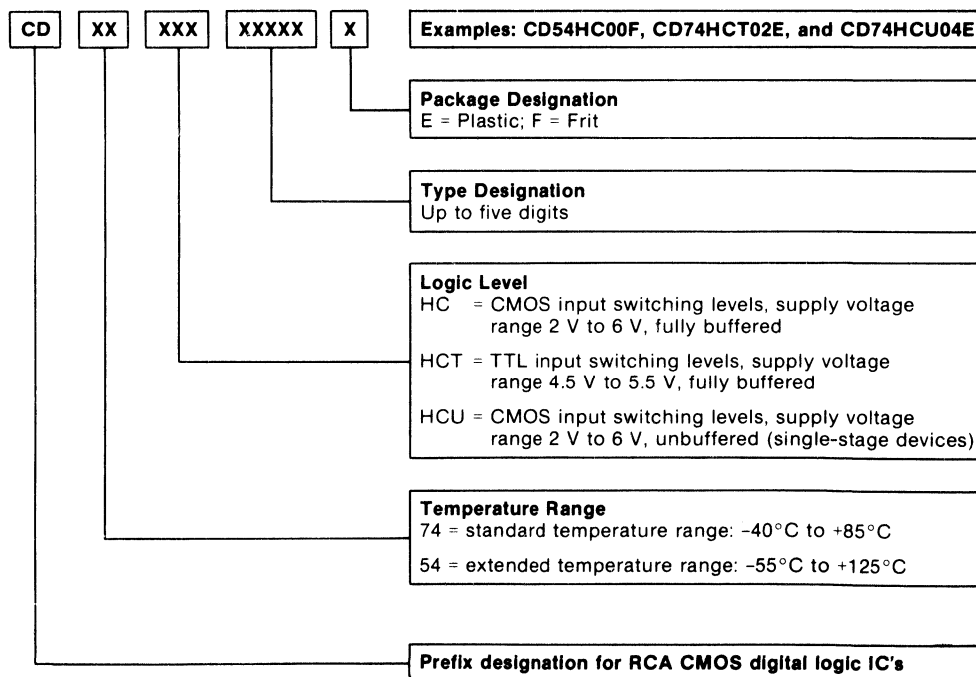 CD XX XXX XXXXX X
Examples: CD54HC00F, CD74HCT02E, and CD74HCU04E
Package Designation
E = Plastic; F = Frit
Type Designation
Up to five digits
Logic Level
HC = CMOS input switching levels, supply voltage
range 2 V to 6 V, fully buffered
HCT = TTL input switching levels, supply voltage
range 4.5 V to 5.5 V, fully buffered
HCU = CMOS input switching levels, supply voltage
range 2 V to 6 V, unbuffered (single-stage devices)
Temperature Range
74 = standard temperature range: -40°C to +85°C
54 = extended temperature range: -55°C to +125°C
Prefix designation for RCA CMOS digital logic IC's